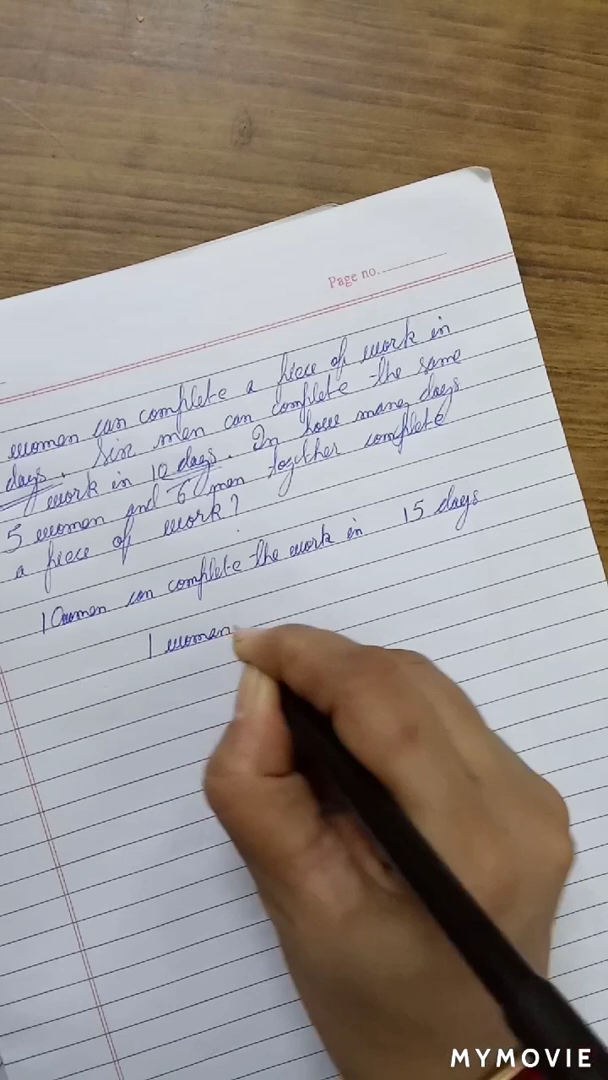 Page no.
women can complete a piece of work in
days. Six men can complete the same
work in 10 days. In how many days
5 women and 6 men together complete
a piece of work?
10 women can complete the work in 15 days
1 women
MYMOVIE